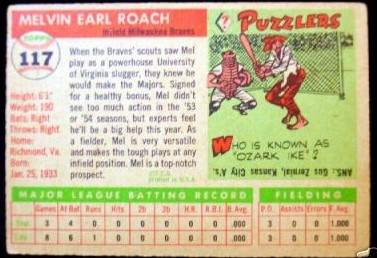 MELVIN EARL ROACH
infield Milwaukee Braves
TOPPS
117
Height: 6'1"
Weight: 190
Bats: Right
Throws: Right
Home:
Richmond, Va.
Born:
Jan. 25, 1933
When the Braves' scouts saw Mel
play as a powerhouse University
of Virginia slugger, they knew he
would make the Majors. Signed
for a healthy bonus, Mel didn't
see too much action in the '53
or '54 seasons, but experts feel
he'll be a big help this year. As
a fielder, Mel is very versatile
and makes the tough plays at any
infield position. Mel is a top-notch
prospect.
?
PUZZLERS
WHO IS KNOWN AS
"OZARK IKE"?
ANS. Gus Zernial, Kansas City A's.
MAJOR LEAGUE BATTING RECORD
FIELDING
Games At Bat Runs Hits 2b 3b H.R. R.B.I. B. Avg. P.O. Assists Errors F. Avg.
Year 3 4 0 0 0 0 0 0 .000 0 3 0 1.000
Life 8 6 1 0 0 0 0 0 .000 3 3 0 1.000